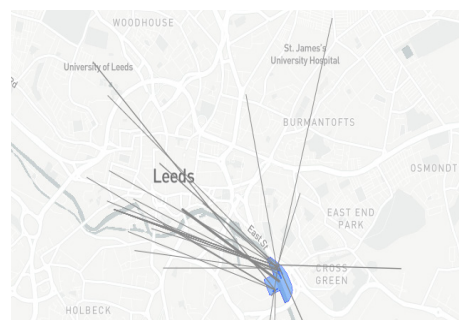 WOODHOUSE
St. James's
University Hospital
University of Leeds
Rd
BURMANTOFTS
OSMONDT
Leeds
EAST END
PARK
East St
CROSS
GREEN
HOLBECK